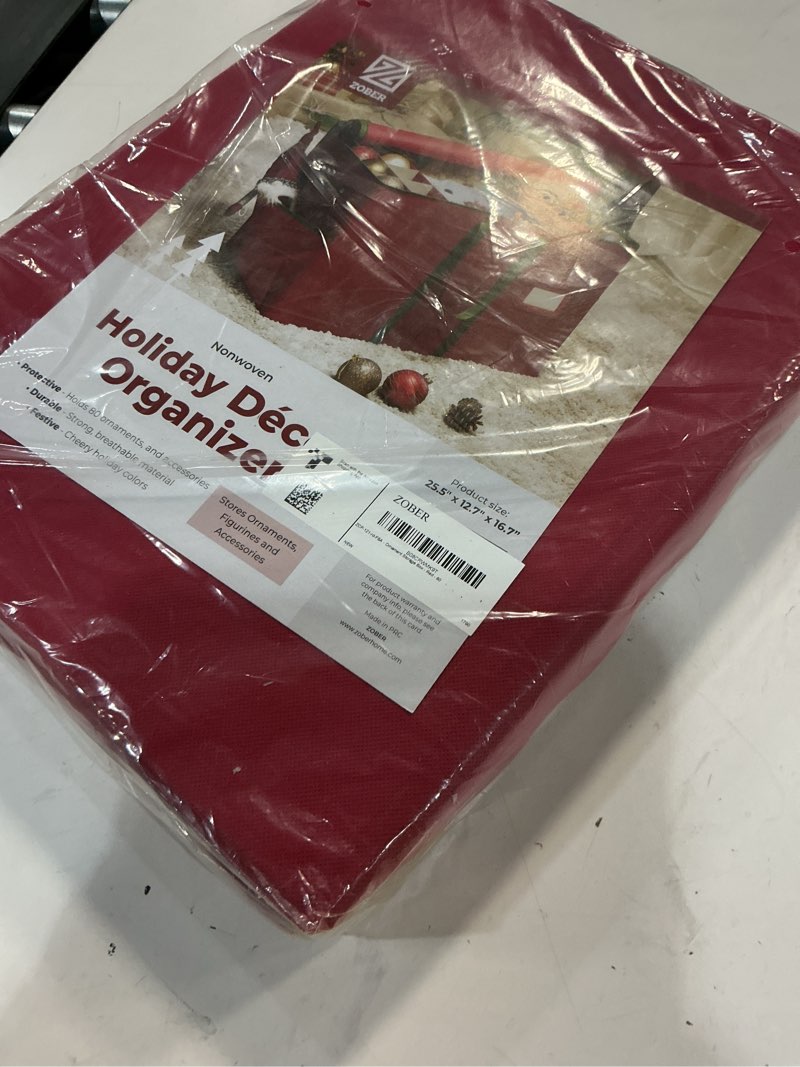 ZOBER
Nonwoven
Holiday Déc
Organizer
• Protective - Holds 80 ornaments, and accessories
• Durable - Strong, breathable material
• Festive - Cheery holiday colors
Stores Ornaments,
Figurines and
Accessories
Product size:
25.5" x 12.7" x 16.7"
ZOBER
New
For product warranty and
company info, please see
the back of this card.
Made in PRC
ZOBER
www.zoberhome.com